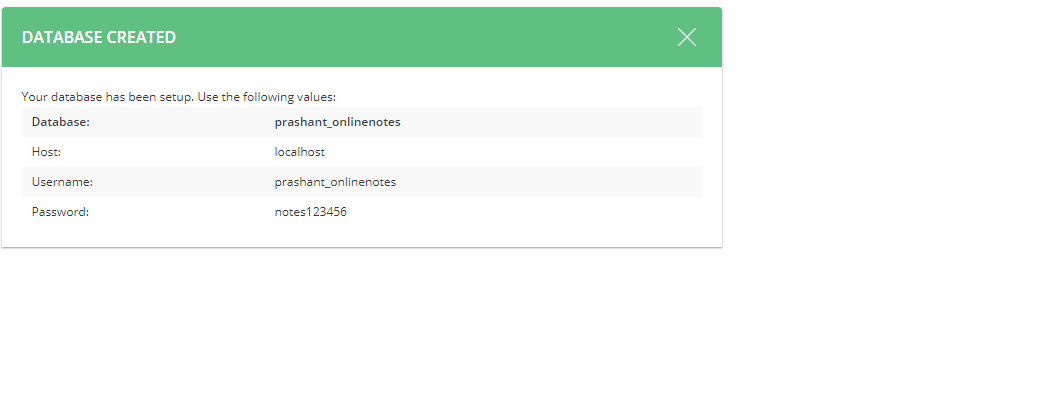 DATABASE CREATED
Your database has been setup. Use the following values:
Database: prashant_onlinenotes
Host: localhost
Username: prashant_onlinenotes
Password: notes123456